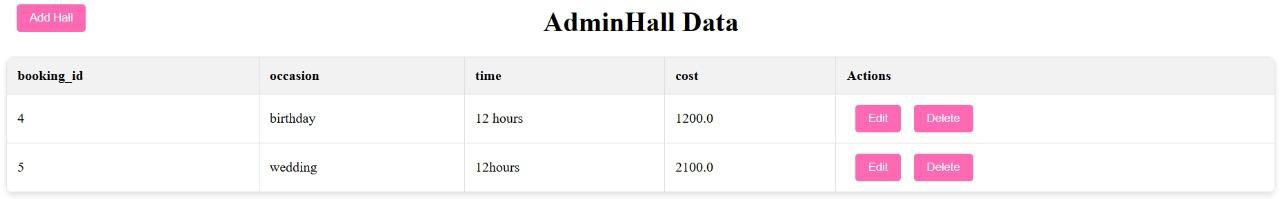 Add Hall
AdminHall Data
booking_id occasion time cost Actions
4 birthday 12 hours 1200.0 Edit Delete
5 wedding 12hours 2100.0 Edit Delete